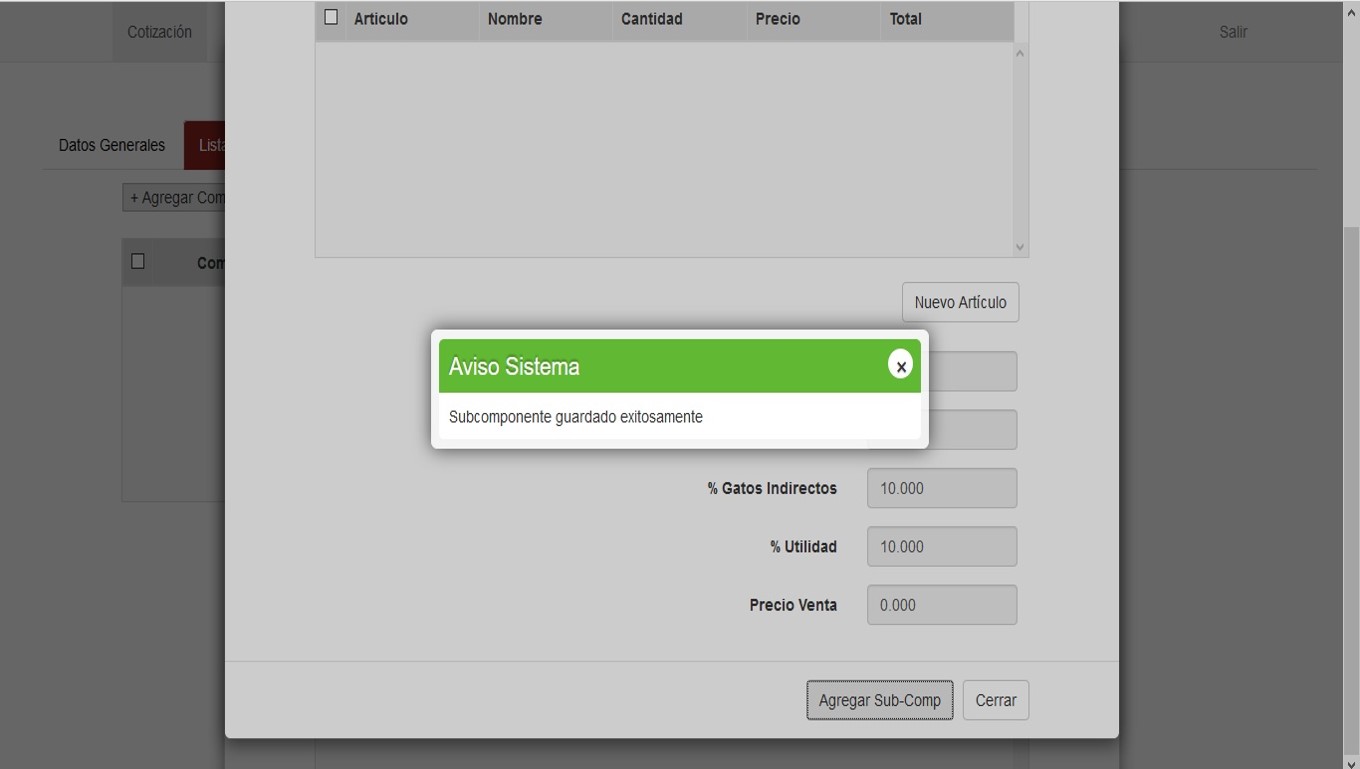 Articulo Nombre Cantidad Precio Total
Cotización Salir
Datos Generales Lista
+ Agregar Com
Com
Nuevo Artículo
Aviso Sistema x
Subcomponente guardado exitosamente
% Gatos Indirectos 10.000
% Utilidad 10.000
Precio Venta 0.000
Agregar Sub-Comp Cerrar